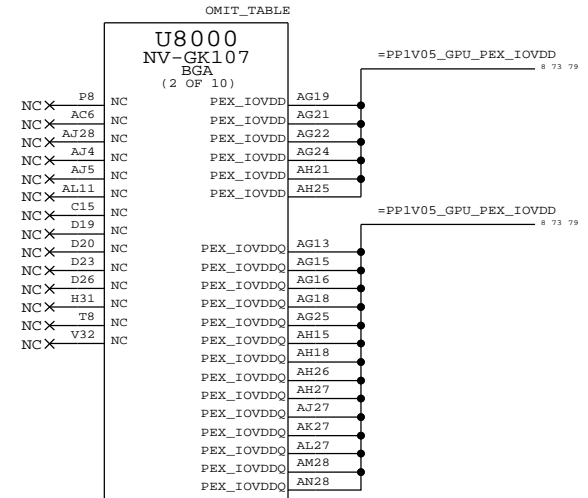 OMIT_TABLE
U8000
NV-GK107
BGA
(2 OF 10)
=PP1V05_GPU_PEX_IOVDD
8 73 79
NC P8 NC PEX_IOVDD AG19
NC AC6 NC PEX_IOVDD AG21
NC AJ28 NC PEX_IOVDD AG22
NC AJ4 NC PEX_IOVDD AG24
NC AJ5 NC PEX_IOVDD AH21
NC AL11 NC PEX_IOVDD AH25
NC C15 NC
=PP1V05_GPU_PEX_IOVDD
8 73 79
NC D19 NC
NC D20 NC PEX_IOVDDQ AG13
NC D23 NC PEX_IOVDDQ AG15
NC D26 NC PEX_IOVDDQ AG16
NC H31 NC PEX_IOVDDQ AG18
NC T8 NC PEX_IOVDDQ AG25
NC V32 NC PEX_IOVDDQ AH15
PEX_IOVDDQ AH18
PEX_IOVDDQ AH26
PEX_IOVDDQ AH27
PEX_IOVDDQ AJ27
PEX_IOVDDQ AK27
PEX_IOVDDQ AL27
PEX_IOVDDQ AM28
PEX_IOVDDQ AN28